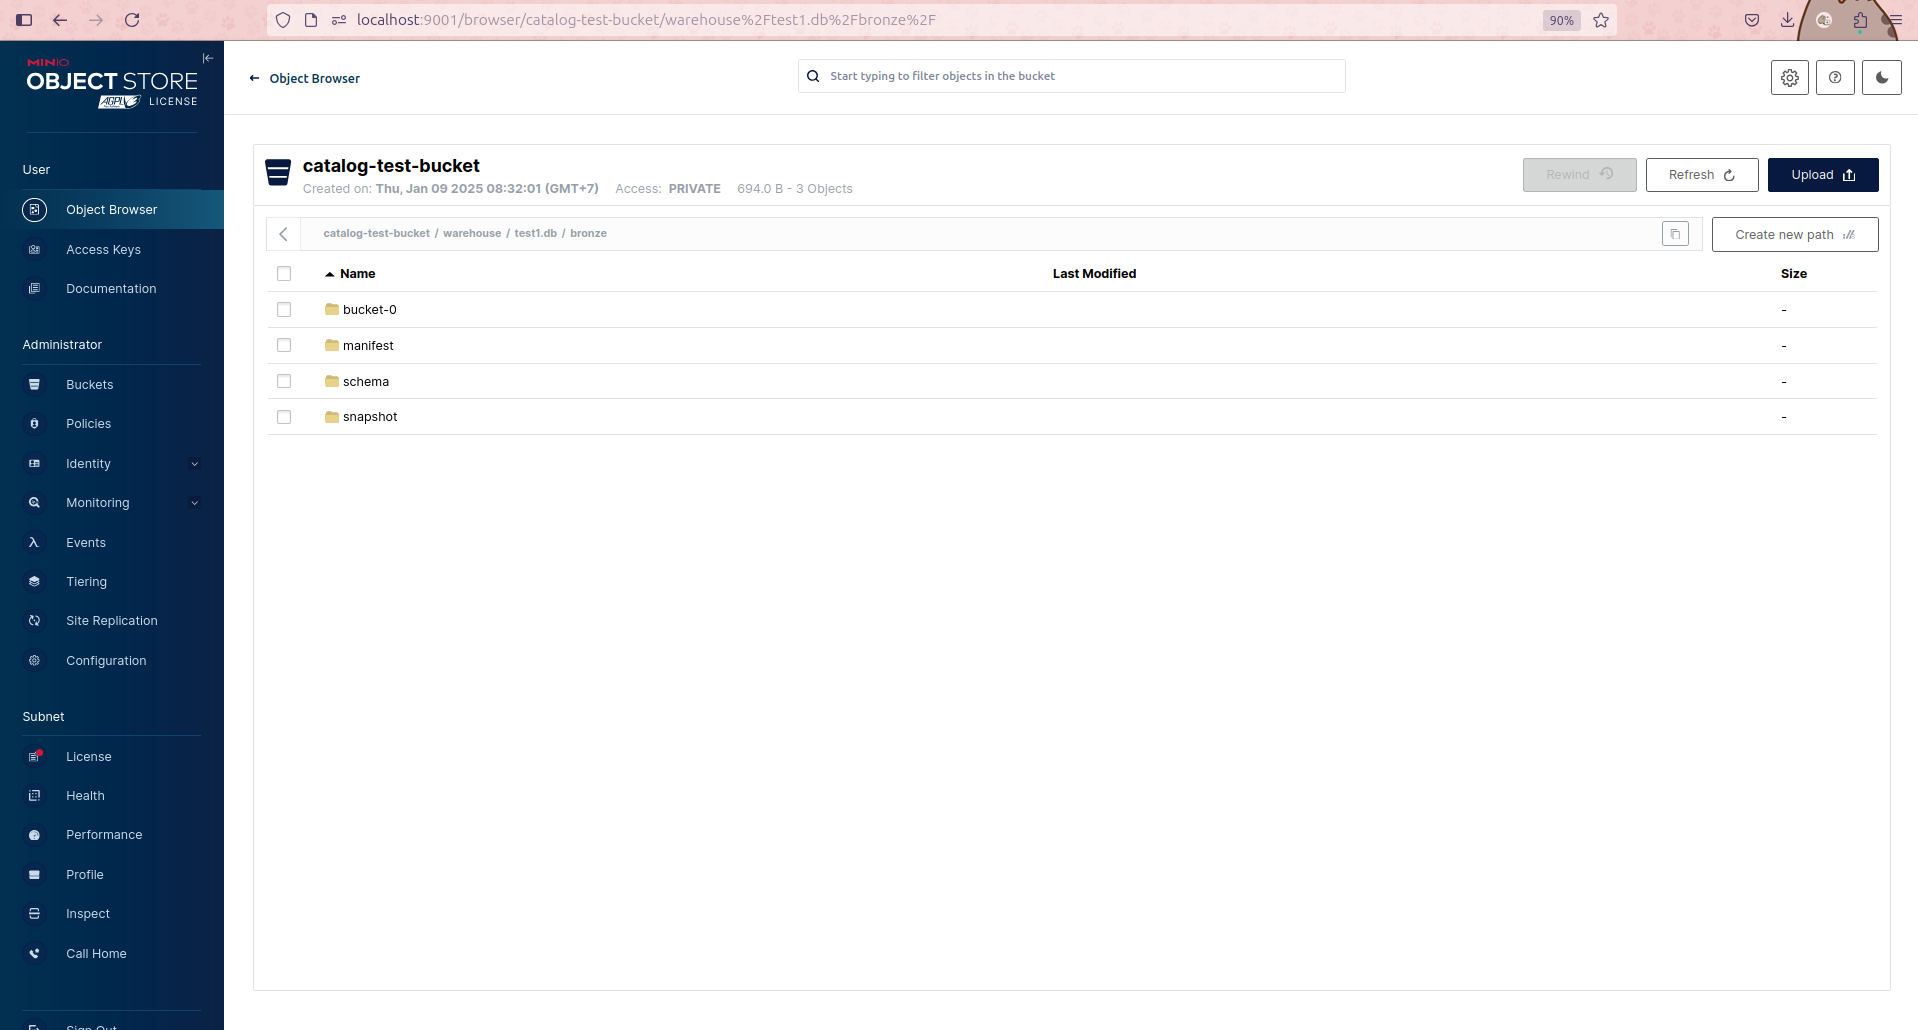 localhost:9001/browser/catalog-test-bucket/warehouse%2Ftest1.db%2Fbronze%2F
90%
MINIO
OBJECT STORE
AGPL LICENSE
Object Browser
Start typing to filter objects in the bucket
User
Object Browser
Access Keys
Documentation
Administrator
Buckets
Policies
Identity
Monitoring
Events
Tiering
Site Replication
Configuration
Subnet
License
Health
Performance
Profile
Inspect
Call Home
Sign Out
catalog-test-bucket
Created on: Thu, Jan 09 2025 08:32:01 (GMT+7) Access: PRIVATE 694.0 B - 3 Objects
Rewind
Refresh
Upload
catalog-test-bucket / warehouse / test1.db / bronze
Create new path
Name Last Modified Size
bucket-0 -
manifest -
schema -
snapshot -